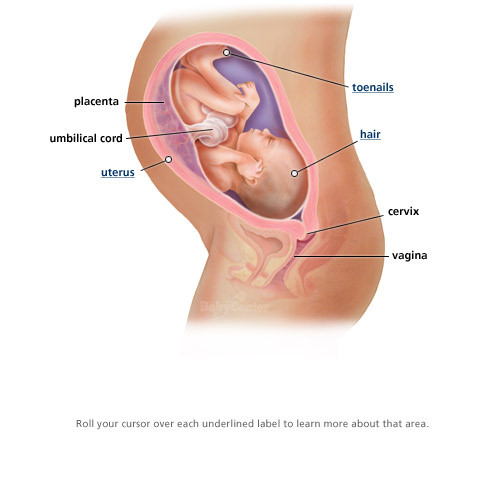 toenails
placenta
hair
umbilical cord
uterus
cervix
vagina
BabyCenter
Roll your cursor over each underlined label to learn more about that area.